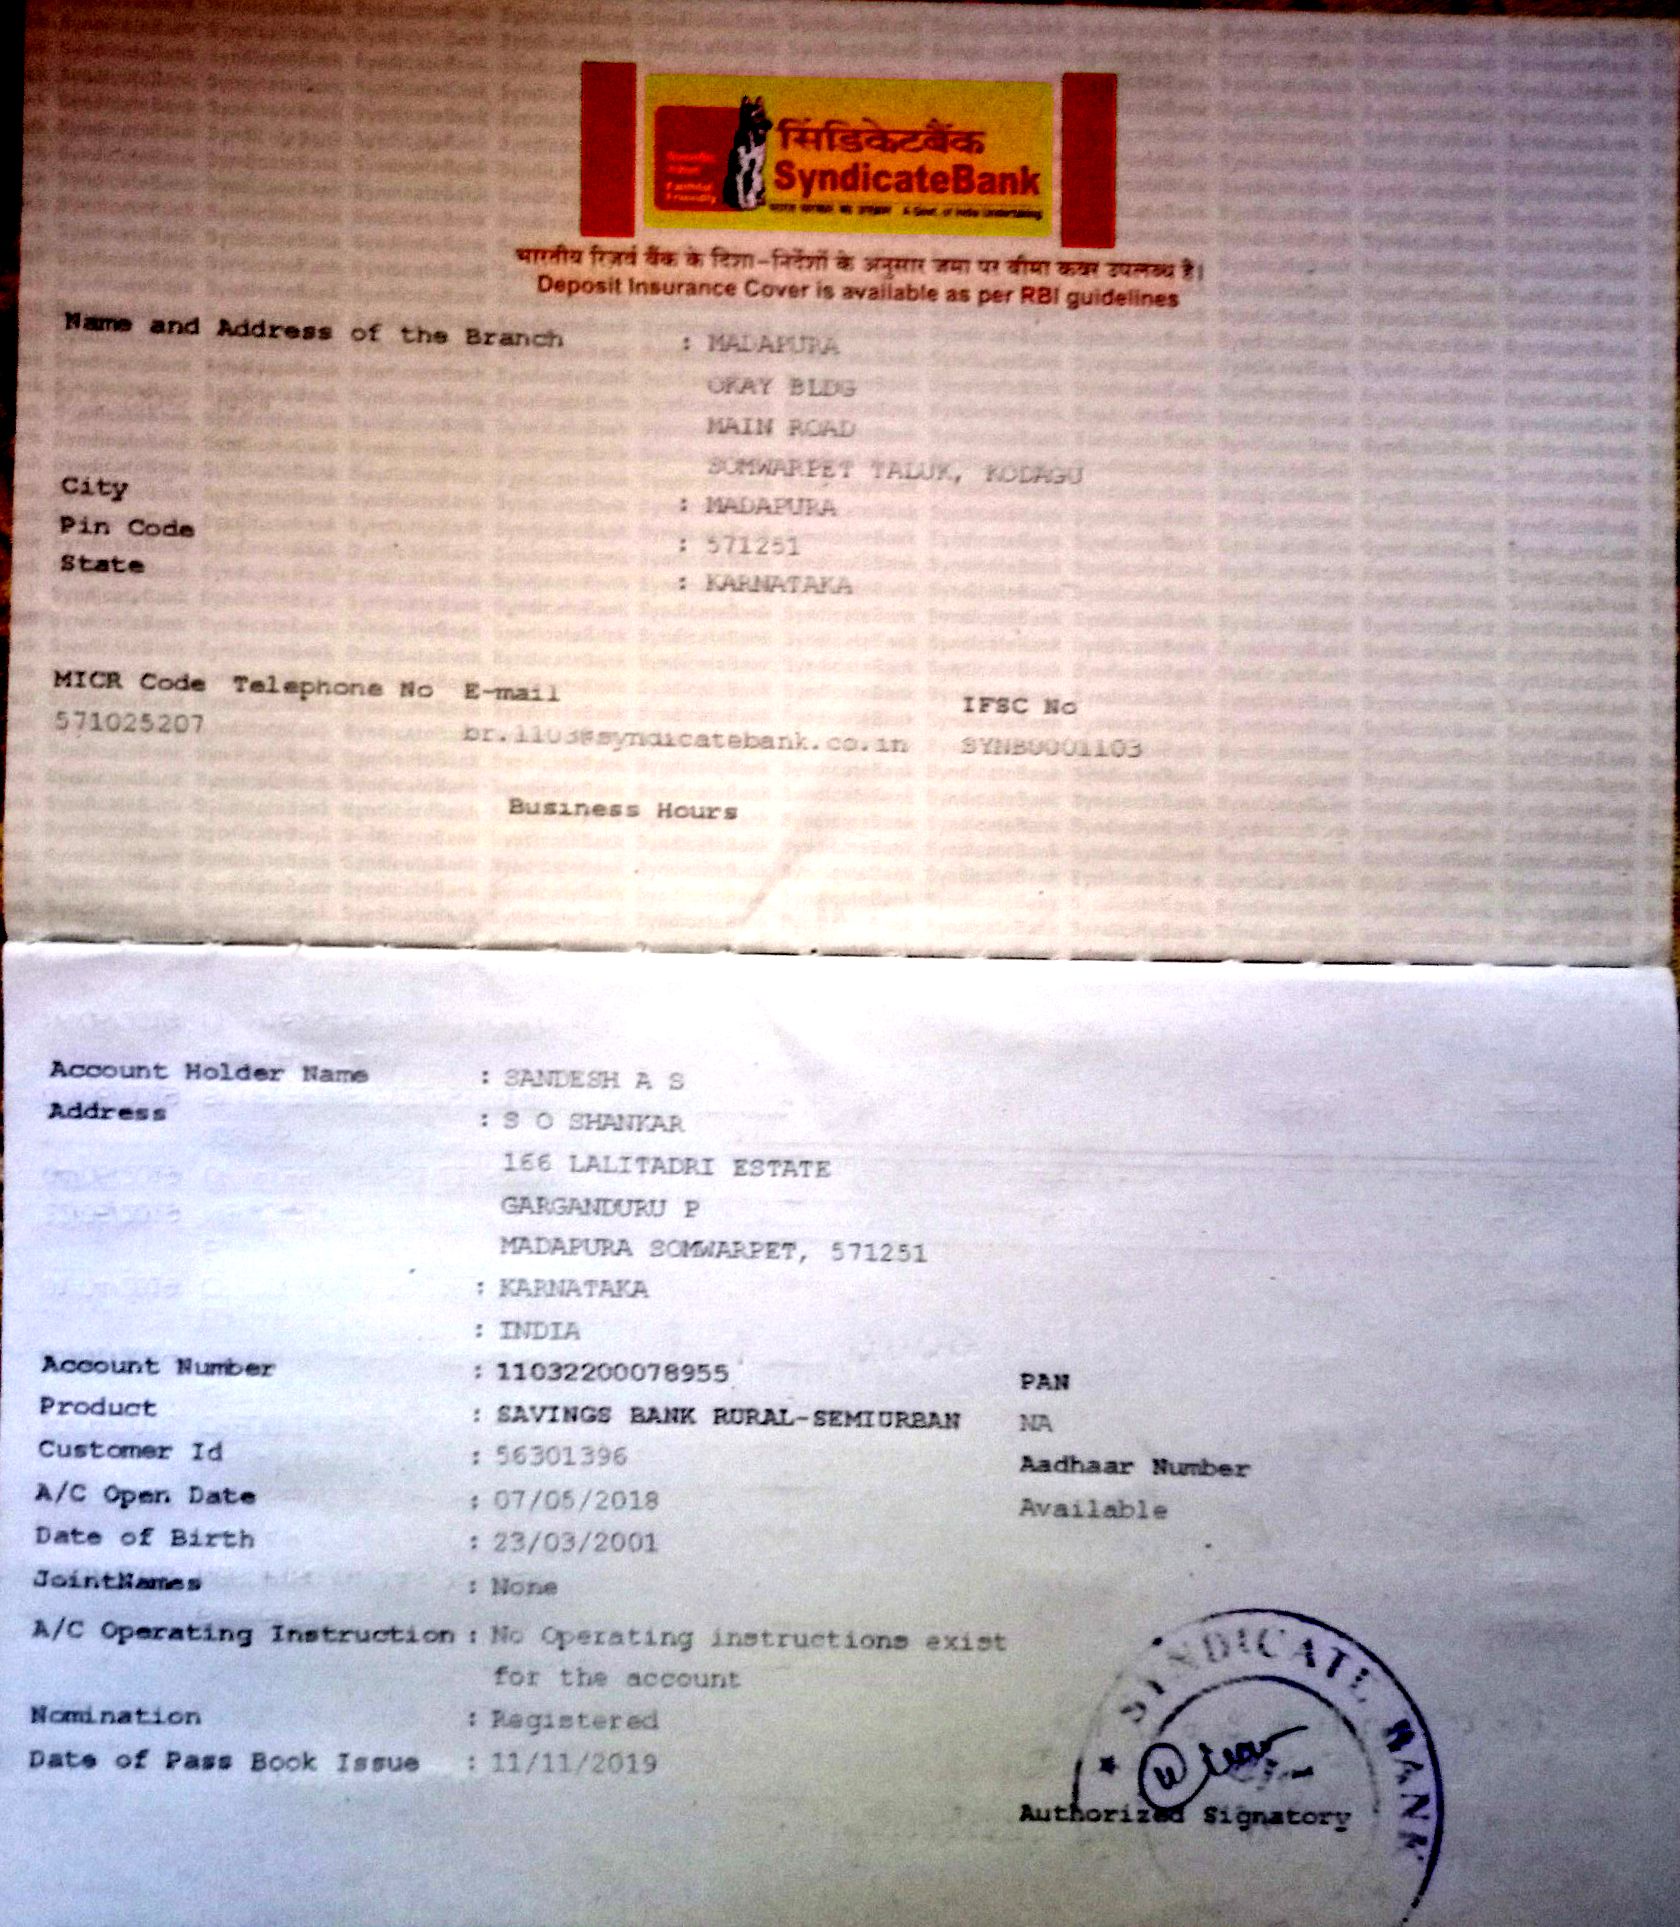 सिंडिकेटबैंक
SyndicateBank
A Govt. of India Undertaking
भारतीय रिजर्व बैंक के दिशा-निर्देशों के अनुसार जमा पर बीमा कवर उपलब्ध है।
Deposit Insurance Cover is available as per RBI guidelines
Name and Address of the Branch : MADAPURA
OKAY BLDG
MAIN ROAD
SOMWARPET TALUK, KODAGU
City : MADAPURA
Pin Code : 571251
State : KARNATAKA
MICR Code Telephone No E-mail IFSC No
571025207 br.1103@syndicatebank.co.in SYNB0001103
Business Hours
Account Holder Name : SANDESH A S
Address : S O SHANKAR
166 LALITADRI ESTATE
GARGANDURU P
MADAPURA SOMWARPET, 571251
: KARNATAKA
: INDIA
Account Number : 11032200078955 PAN
Product : SAVINGS BANK RURAL-SEMIURBAN NA
Customer Id : 56301396 Aadhaar Number
A/C Open Date : 07/05/2018 Available
Date of Birth : 23/03/2001
JointNames : None
A/C Operating Instruction : No Operating instructions exist
for the account
Nomination : Registered
Date of Pass Book Issue : 11/11/2019
SYNDICATE BANK
Authorized Signatory